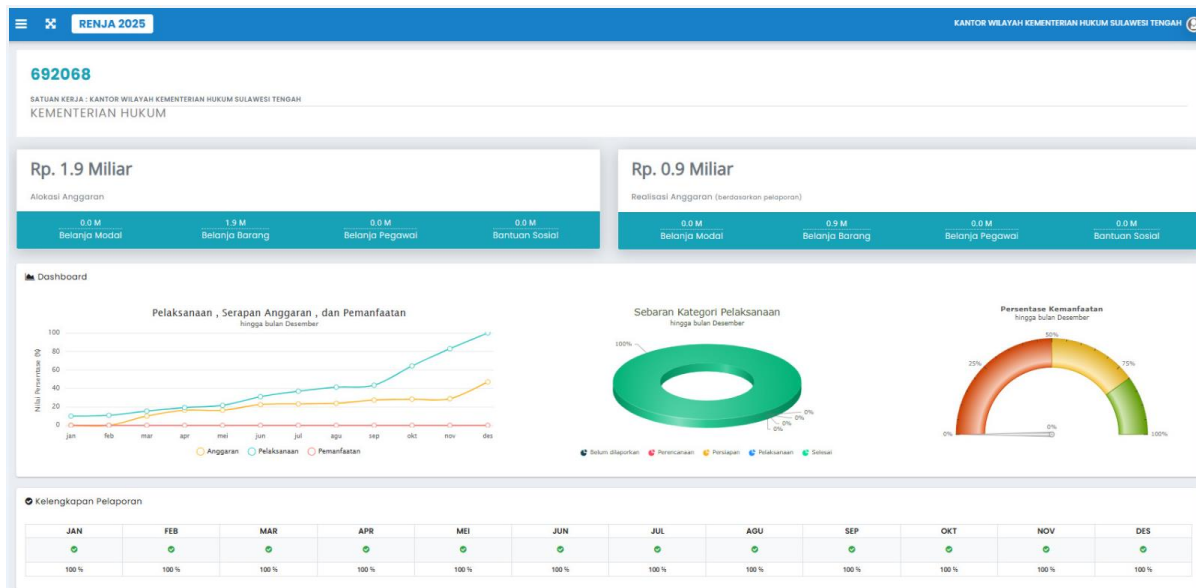 RENJA 2025
KANTOR WILAYAH KEMENTERIAN HUKUM SULAWESI TENGAH
692068
SATUAN KERJA : KANTOR WILAYAH KEMENTERIAN HUKUM SULAWESI TENGAH
KEMENTERIAN HUKUM
Rp. 1.9 Miliar
Alokasi Anggaran
0.0 M 1.9 M 0.0 M 0.0 M
Belanja Modal Belanja Barang Belanja Pegawai Bantuan Sosial
Rp. 0.9 Miliar
Realisasi Anggaran (berdasarkan pelaporan)
0.0 M 0.9 M 0.0 M 0.0 M
Belanja Modal Belanja Barang Belanja Pegawai Bantuan Sosial
Dashboard
Pelaksanaan , Serapan Anggaran , dan Pemanfaatan
hingga bulan Desember
Nilai Persentase (%)
100
80
60
40
20
0
jan feb mar apr mei jun jul agu sep okt nov des
Anggaran Pelaksanaan Pemanfaatan
Sebaran Kategori Pelaksanaan
hingga bulan Desember
100%
0%
0%
0%
0%
Belum dilaporkan Perencanaan Persiapan Pelaksanaan Selesai
Persentase Kemanfaatan
hingga bulan Desember
50%
25% 75%
0% 0% 100%
Kelengkapan Pelaporan
JAN FEB MAR APR MEI JUN JUL AGU SEP OKT NOV DES
100 % 100 % 100 % 100 % 100 % 100 % 100 % 100 % 100 % 100 % 100 % 100 %